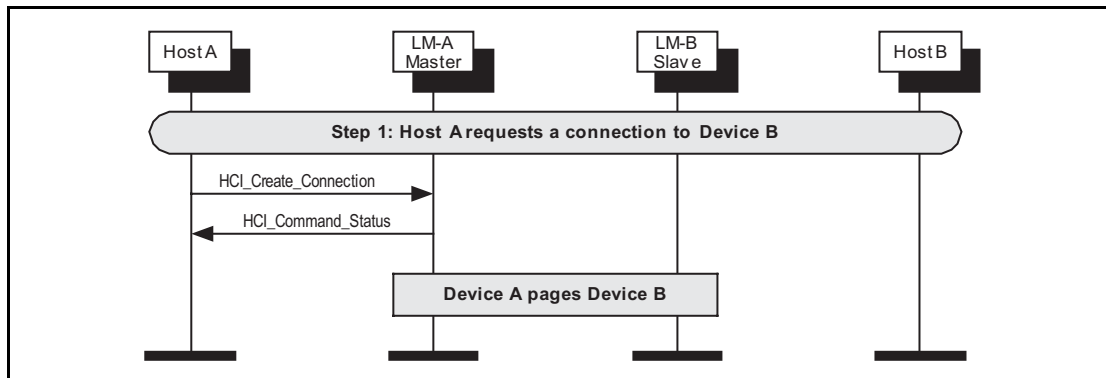 Host A
LM-A
Master
LM-B
Slave
Host B
Step 1: Host A requests a connection to Device B
HCI_Create_Connection
HCI_Command_Status
Device A pages Device B